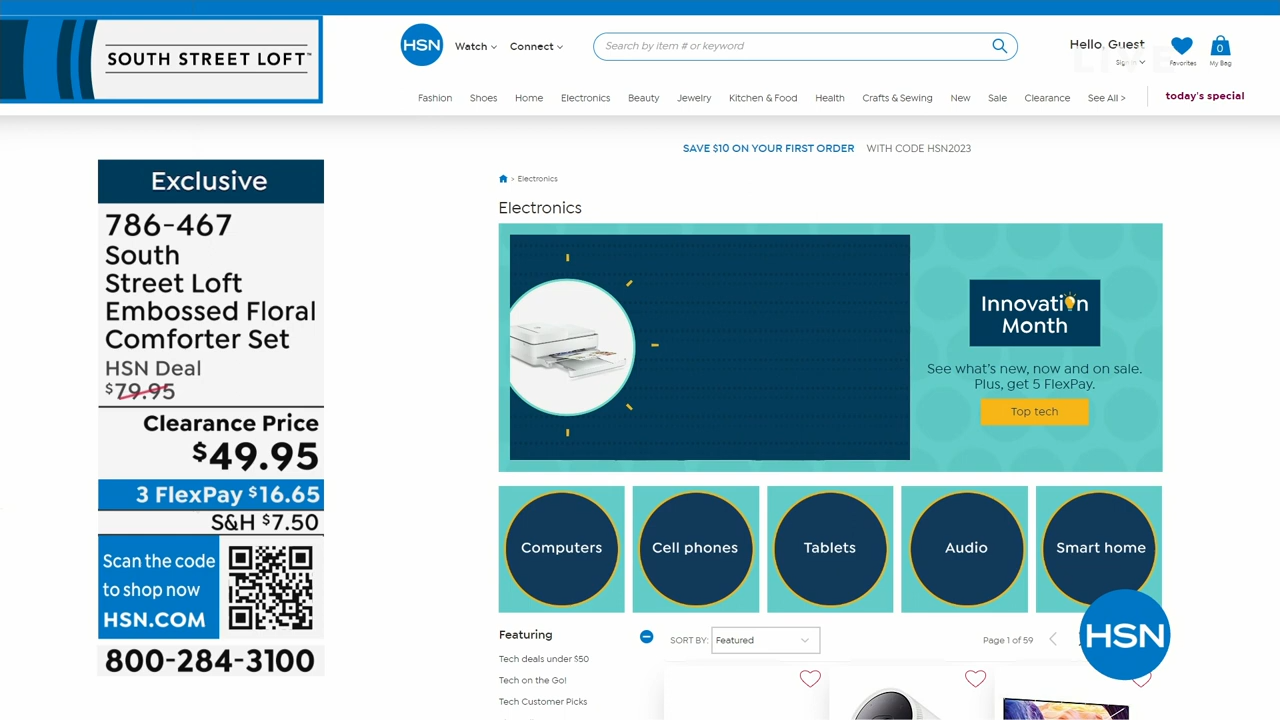 SOUTH STREET LOFT™
HSN
Watch
Connect
Search by item # or keyword
Hello, Guest
LIVE
Sign In
Favorites
0
My Bag
Fashion
Shoes
Home
Electronics
Beauty
Jewelry
Kitchen & Food
Health
Crafts & Sewing
New
Sale
Clearance
See All >
today's special
SAVE $10 ON YOUR FIRST ORDER WITH CODE HSN2023
> Electronics
Electronics
Exclusive
786-467
South
Street Loft
Embossed Floral
Comforter Set
HSN Deal
$79.95
Clearance Price
$49.95
3 FlexPay $16.65
S&H $7.50
Scan the code
to shop now
HSN.COM
800-284-3100
Innovation
Month
See what's new, now and on sale.
Plus, get 5 FlexPay.
Top tech
Computers
Cell phones
Tablets
Audio
Smart home
Featuring
Tech deals under $50
Tech on the Go!
Tech Customer Picks
SORT BY:
Featured
Page 1 of 59
HSN